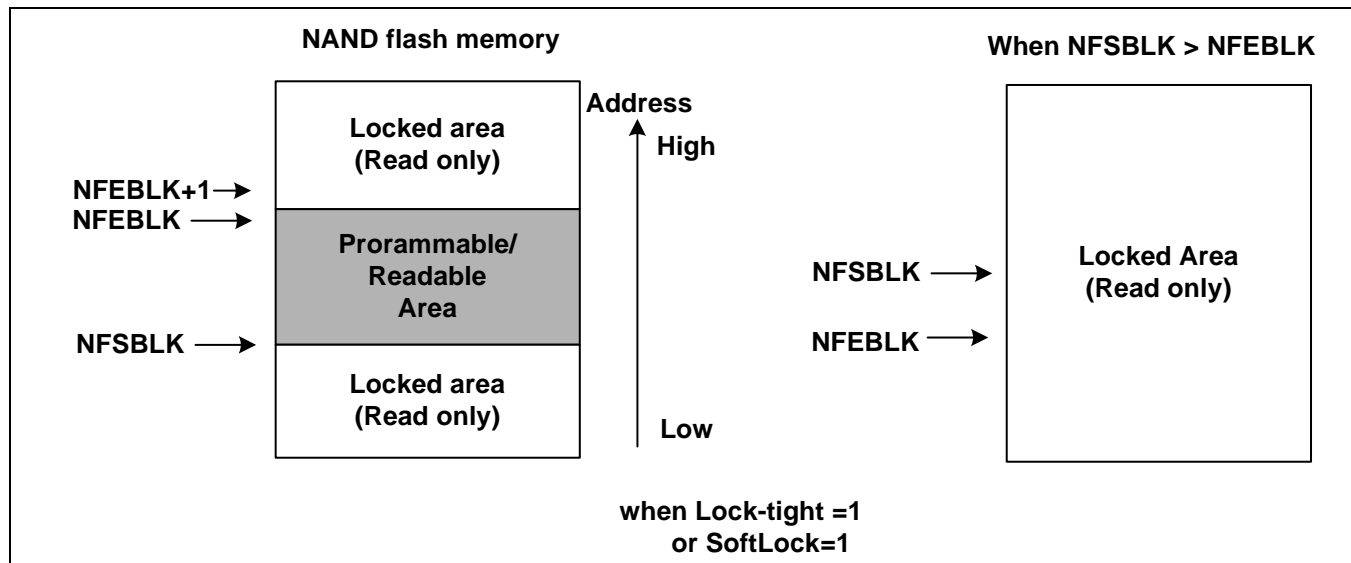 NAND flash memory
When NFSBLK > NFEBLK
Address
High
Locked area
(Read only)
NFEBLK+1
NFEBLK
Prorammable/
Readable
Area
NFSBLK
Locked area
(Read only)
Low
NFSBLK
NFEBLK
Locked Area
(Read only)
when Lock-tight =1
or SoftLock=1